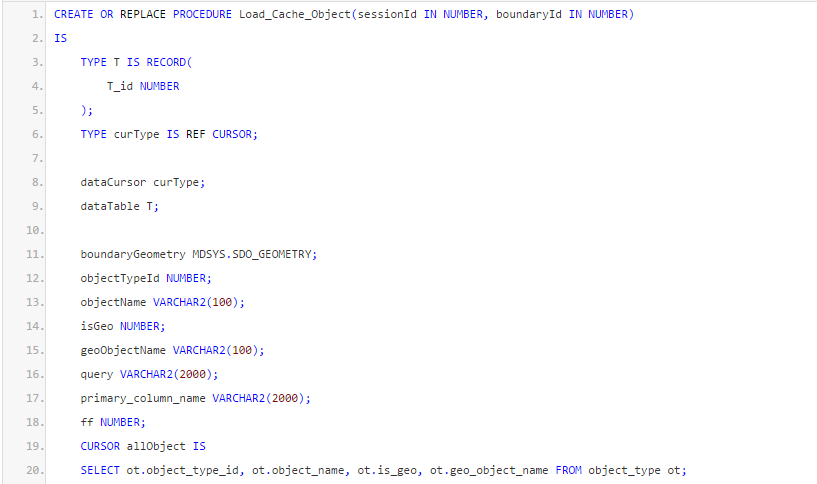 1. CREATE OR REPLACE PROCEDURE Load_Cache_Object(sessionId IN NUMBER, boundaryId IN NUMBER)
2. IS
3. TYPE T IS RECORD(
4. T_id NUMBER
5. );
6. TYPE curType IS REF CURSOR;
7.
8. dataCursor curType;
9. dataTable T;
10.
11. boundaryGeometry MDSYS.SDO_GEOMETRY;
12. objectTypeId NUMBER;
13. objectName VARCHAR2(100);
14. isGeo NUMBER;
15. geoObjectName VARCHAR2(100);
16. query VARCHAR2(2000);
17. primary_column_name VARCHAR2(2000);
18. ff NUMBER;
19. CURSOR allObject IS
20. SELECT ot.object_type_id, ot.object_name, ot.is_geo, ot.geo_object_name FROM object_type ot;